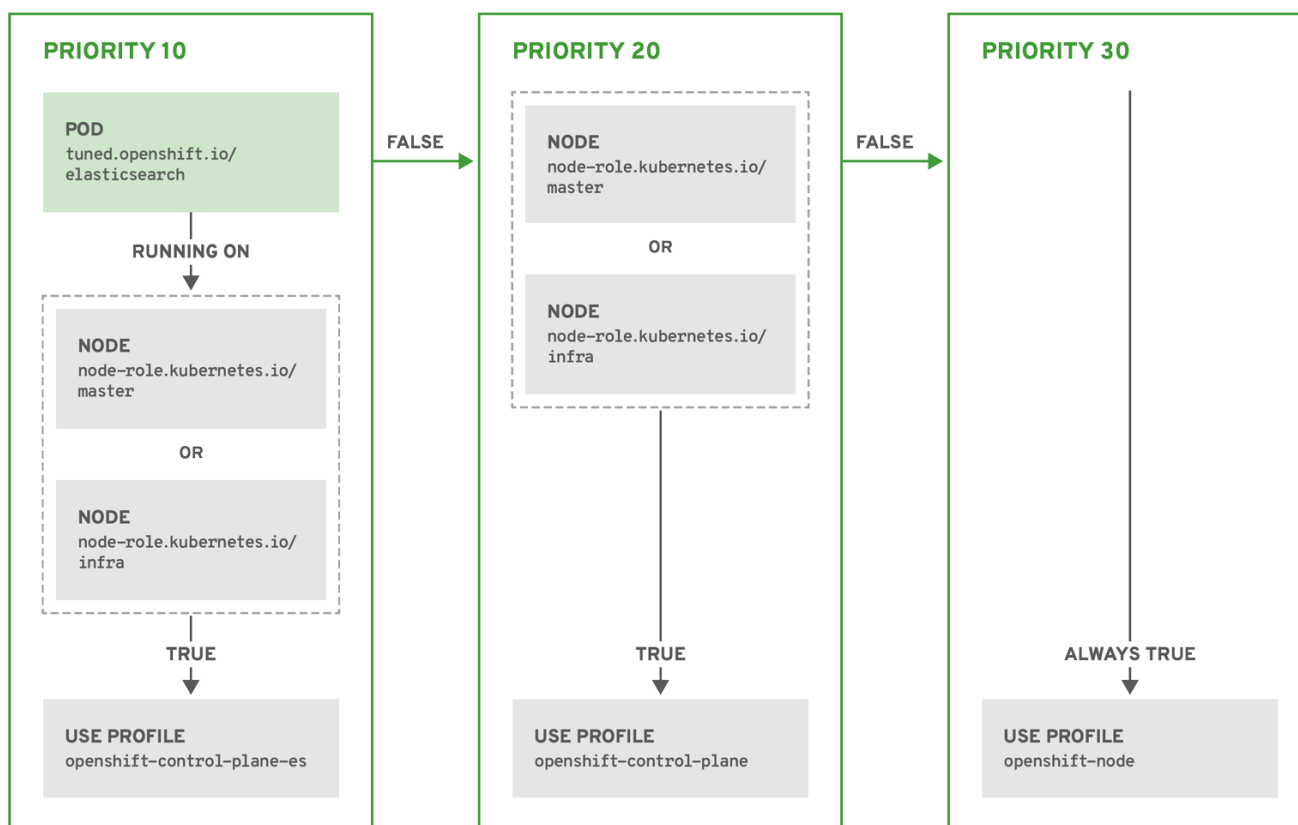 PRIORITY 10
POD
tuned.openshift.io/
elasticsearch
RUNNING ON
NODE
node-role.kubernetes.io/
master
OR
NODE
node-role.kubernetes.io/
infra
TRUE
USE PROFILE
openshift-control-plane-es
FALSE
PRIORITY 20
NODE
node-role.kubernetes.io/
master
OR
NODE
node-role.kubernetes.io/
infra
TRUE
USE PROFILE
openshift-control-plane
FALSE
PRIORITY 30
ALWAYS TRUE
USE PROFILE
openshift-node